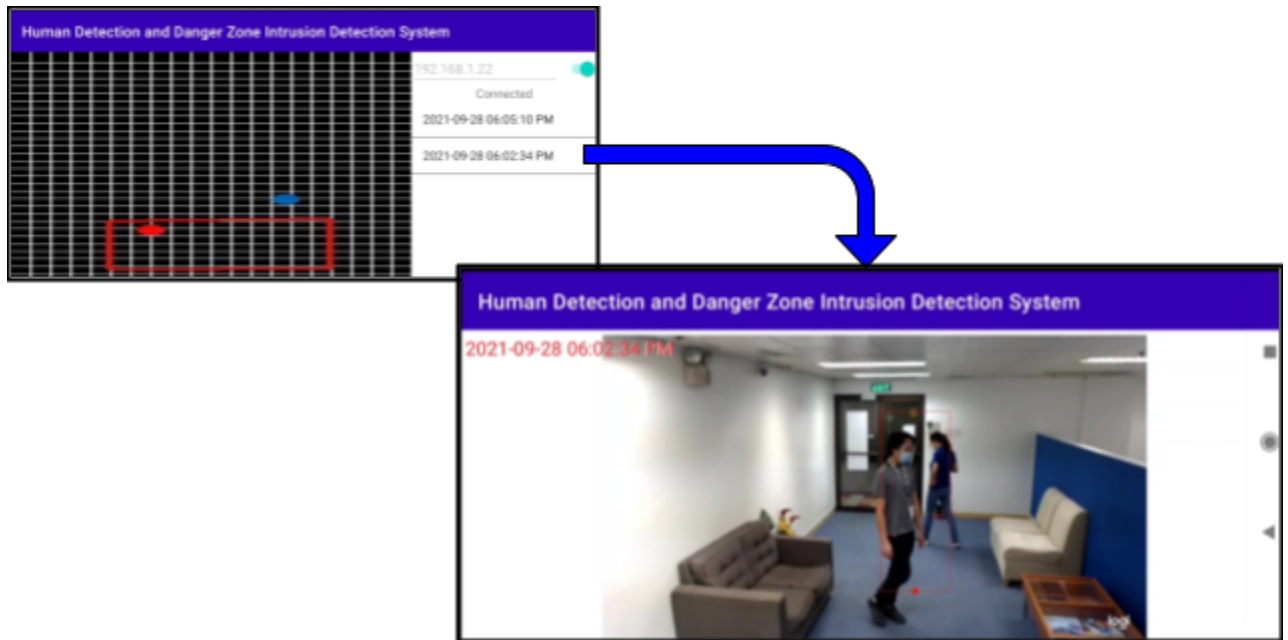 Human Detection and Danger Zone Intrusion Detection System
192.168.1.22
Connected
2021-09-28 06:05:10 PM
2021-09-28 06:02:34 PM
Human Detection and Danger Zone Intrusion Detection System
2021-09-28 06:02:34 PM
EXIT
logi